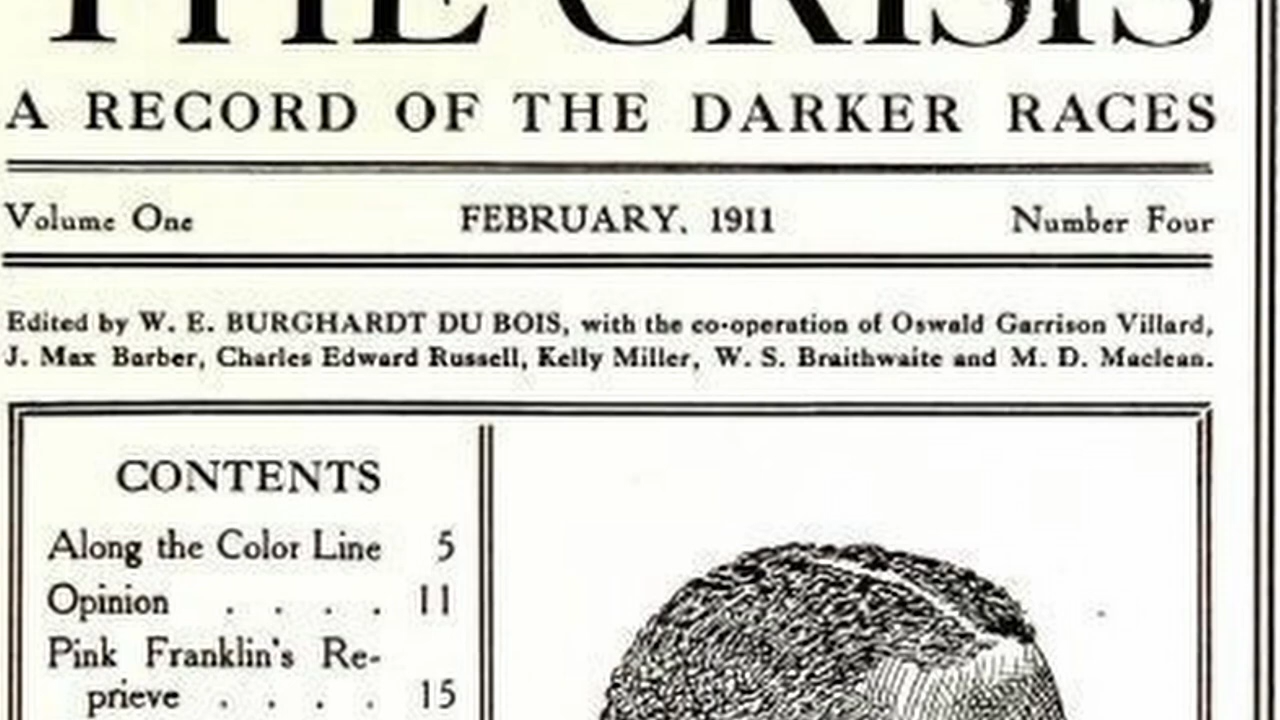 THE CRISIS
A RECORD OF THE DARKER RACES
Volume One FEBRUARY, 1911 Number Four
Edited by W. E. BURGHARDT DU BOIS, with the co-operation of Oswald Garrison Villard,
J. Max Barber, Charles Edward Russell, Kelly Miller, W. S. Braithwaite and M. D. Maclean.
CONTENTS
Along the Color Line 5
Opinion . . . . 11
Pink Franklin's Re-
prieve . . . . 15